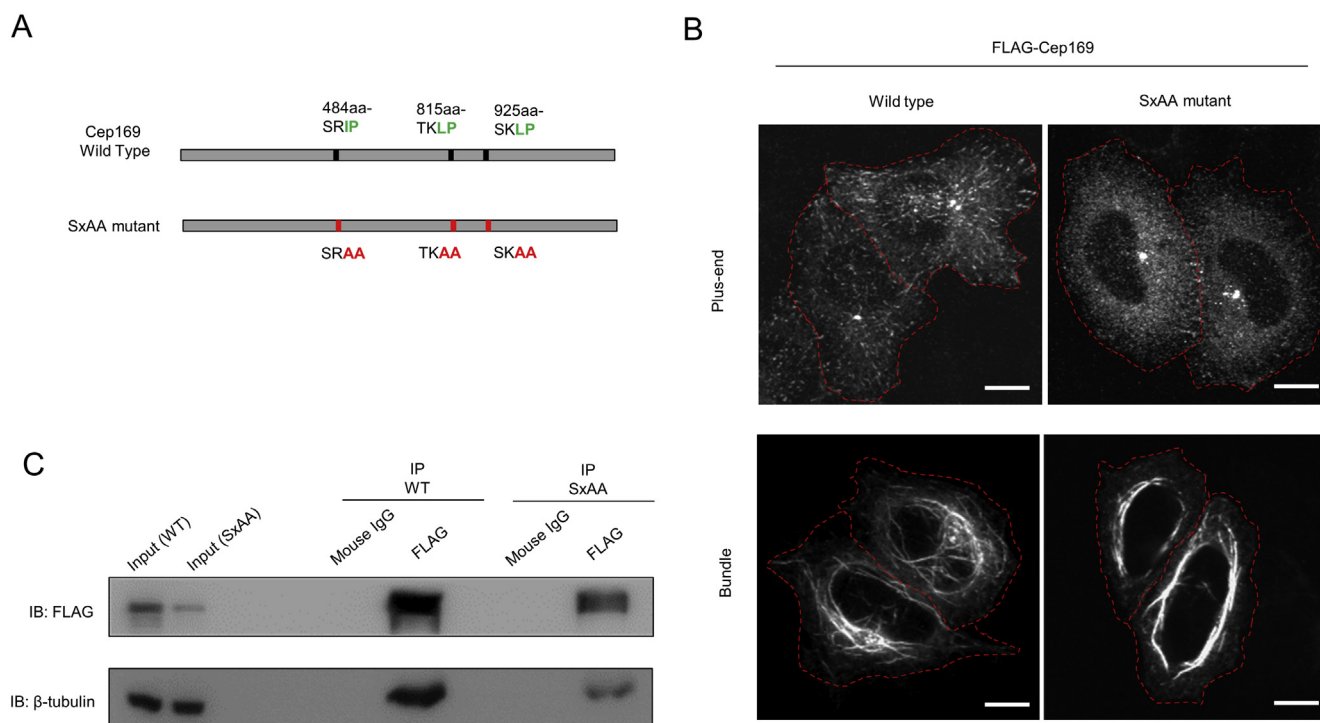 A
484aa-
SRIP
815aa-
TKLP
925aa-
SKLP
Cep169
Wild Type
SxAA mutant
SRAA
TKAA
SKAA
B
FLAG-Cep169
Wild type
SxAA mutant
Plus-end
Bundle
C
IP
WT
IP
SxAA
Input (WT)
Input (SxAA)
Mouse IgG
FLAG
Mouse IgG
FLAG
IB: FLAG
IB: β-tubulin